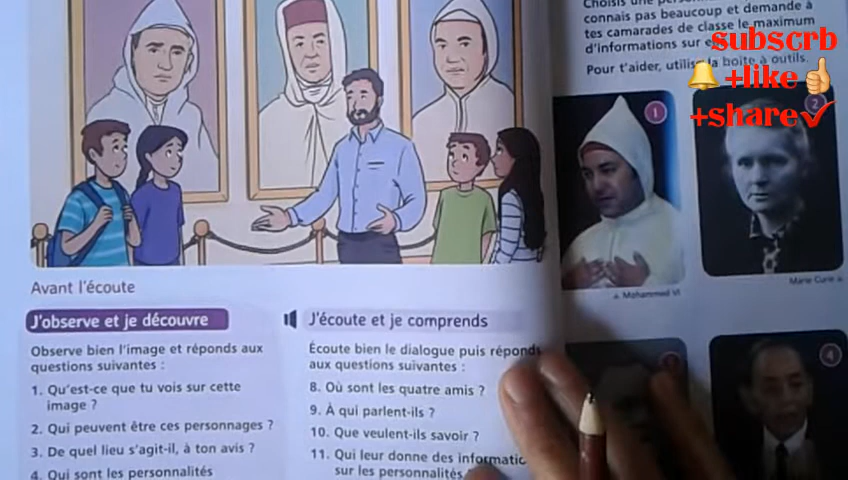 Avant l'écoute
J'observe et je découvre
Observe bien l'image et réponds aux
questions suivantes :
1. Qu'est-ce que tu vois sur cette
image ?
2. Qui peuvent être ces personnages ?
3. De quel lieu s'agit-il, à ton avis ?
4. Qui sont les personnalités
J'écoute et je comprends
Écoute bien le dialogue puis réponds
aux questions suivantes :
8. Où sont les quatre amis ?
9. À qui parlent-ils ?
10. Que veulent-ils savoir ?
11. Qui leur donne des informatio
sur les personnalités
Choisis une
connais pas beaucoup et demande à
tes camarades de classe le maximum
d'informations sur
Pour t'aider, utilise la boîte à outils.
subscrb
🔔+like👍
+share✓
1
2
Mohammed VI
Marie Curie
4